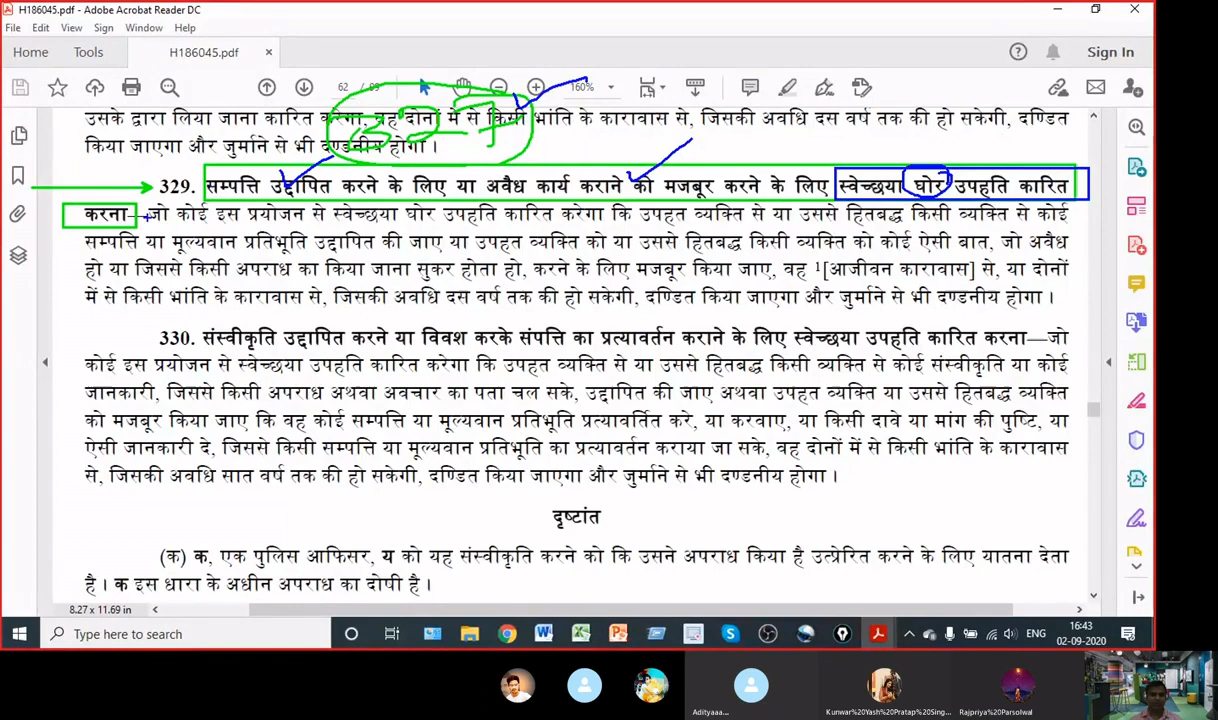 H186045.pdf - Adobe Acrobat Reader DC
File Edit View Sign Window Help
Home Tools H186045.pdf × Sign In
62 / 160%
उसके द्वारा लिया जाना कारित करेगा, वह दोनों में से किसी भांति के कारावास से, जिसकी अवधि दस वर्ष तक की हो सकेगी, दण्डित
किया जाएगा और जुर्माने से भी दण्डनीय होगा ।
327
329. सम्पत्ति उद्दापित करने के लिए या अवैध कार्य कराने को मजबूर करने के लिए स्वेच्छया घोर उपहति कारित
करना—जो कोई इस प्रयोजन से स्वेच्छया घोर उपहति कारित करेगा कि उपहत व्यक्ति से या उससे हितबद्ध किसी व्यक्ति से कोई
सम्पत्ति या मूल्यवान प्रतिभूति उद्दापित की जाए या उपहत व्यक्ति को या उससे हितबद्ध किसी व्यक्ति को कोई ऐसी बात, जो अवैध
हो या जिससे किसी अपराध का किया जाना सुकर होता हो, करने के लिए मजबूर किया जाए, वह ¹[आजीवन कारावास] से, या दोनों
में से किसी भांति के कारावास से, जिसकी अवधि दस वर्ष तक की हो सकेगी, दण्डित किया जाएगा और जुर्माने से भी दण्डनीय होगा ।
330. संस्वीकृति उद्दापित करने या विवश करके संपत्ति का प्रत्यावर्तन कराने के लिए स्वेच्छया उपहति कारित करना—जो
कोई इस प्रयोजन से स्वेच्छया उपहति कारित करेगा कि उपहत व्यक्ति से या उससे हितबद्ध किसी व्यक्ति से कोई संस्वीकृति या कोई
जानकारी, जिससे किसी अपराध अथवा अवचार का पता चल सके, उद्दापित की जाए अथवा उपहत व्यक्ति या उससे हितबद्ध व्यक्ति
को मजबूर किया जाए कि वह कोई सम्पत्ति या मूल्यवान प्रतिभूति प्रत्यावर्तित करे, या करवाए, या किसी दावे या मांग की पुष्टि, या
ऐसी जानकारी दे, जिससे किसी सम्पत्ति या मूल्यवान प्रतिभूति का प्रत्यावर्तन कराया जा सके, वह दोनों में से किसी भांति के कारावास
से, जिसकी अवधि सात वर्ष तक की हो सकेगी, दण्डित किया जाएगा और जुर्माने से भी दण्डनीय होगा ।
दृष्टांत
(क) क, एक पुलिस आफिसर, य को यह संस्वीकृति करने को कि उसने अपराध किया है उत्प्रेरित करने के लिए यातना देता
है। क इस धारा के अधीन अपराध का दोषी है ।
8.27 x 11.69 in
Type here to search ENG 16:43
02-09-2020
Adityaaa... Kunwar%20Yash%20Pratap%20Sing... Rajpriya%20Parsolwal